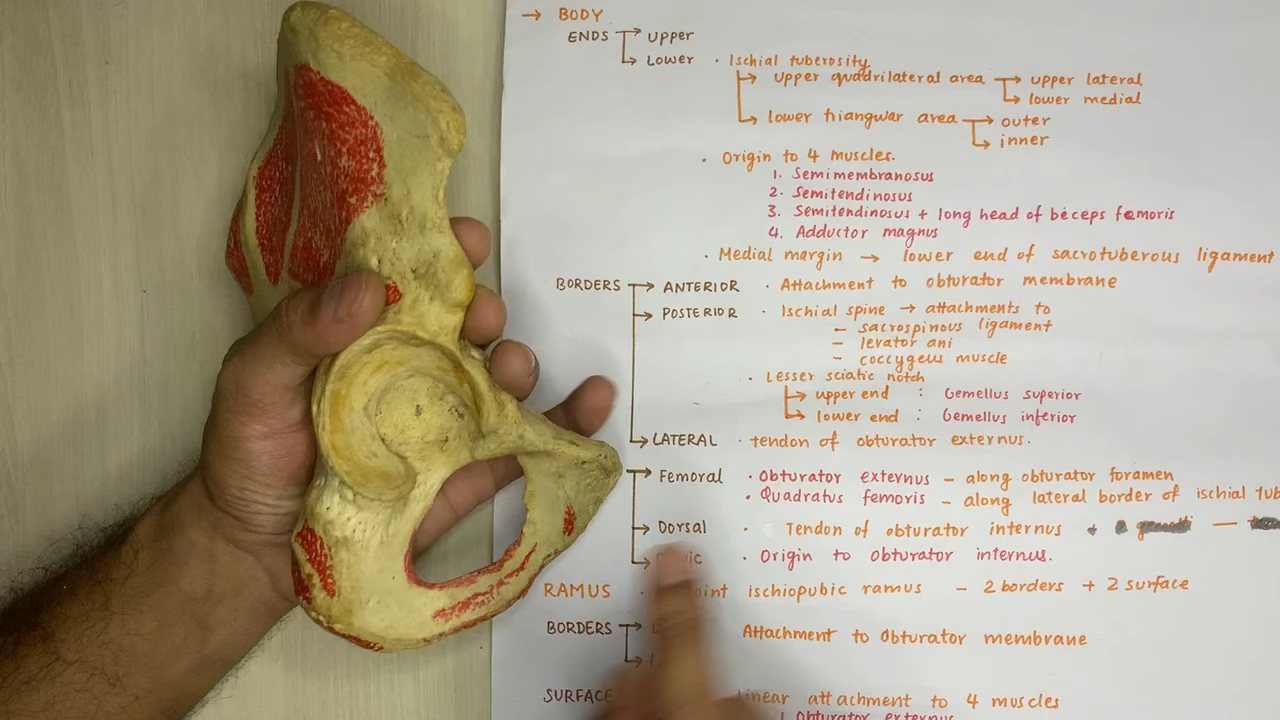 → BODY
ENDS → upper
→ Lower · Ischial tuberosity
→ upper quadrilateral area → upper lateral
→ lower medial
→ lower triangular area → outer
→ inner
· Origin to 4 muscles.
1. Semimembranosus
2. Semitendinosus
3. Semitendinosus + long head of biceps femoris
4. Adductor magnus
· Medial margin → lower end of sacrotuberous ligament
BORDERS → ANTERIOR · Attachment to obturator membrane
→ POSTERIOR · Ischial spine → attachments to
– sacrospinous ligament
– levator ani
– coccygeus muscle
· Lesser sciatic notch
→ upper end : Gemellus superior
→ lower end : Gemellus inferior
→ LATERAL · tendon of obturator externus.
→ Femoral · Obturator externus – along obturator foramen
· Quadratus femoris – along lateral border of ischial
→ Dorsal · Tendon of obturator internus +
→ · Origin to obturator internus.
RAMUS · ischiopubic ramus – 2 borders + 2 surface
BORDERS → Attachment to Obturator membrane
SURFACE linear attachment to 4 muscles
1. Obturator externus